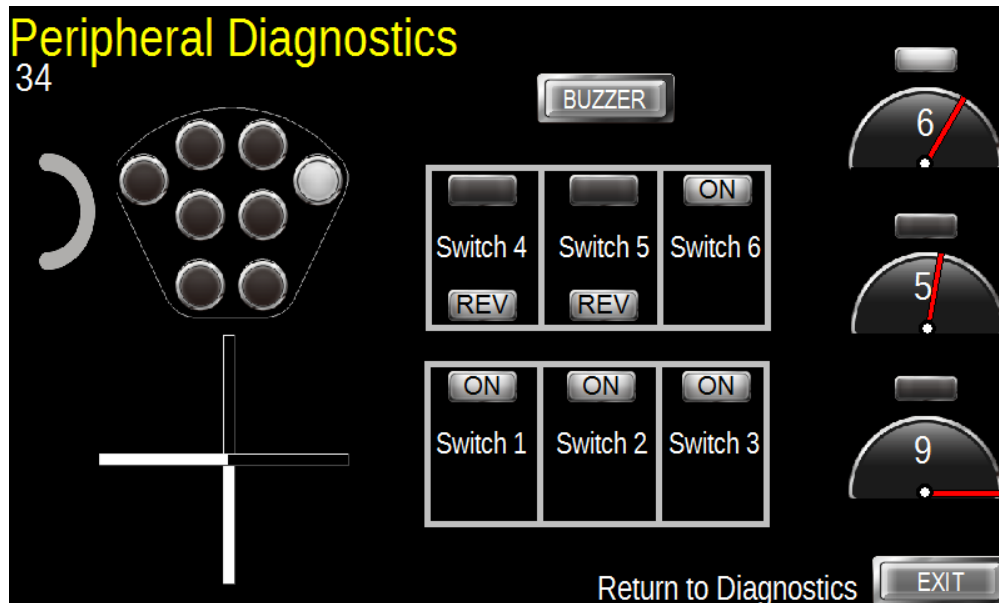 Peripheral Diagnostics
34
BUZZER
6
ON
Switch 4 Switch 5 Switch 6
REV REV
5
ON ON ON
Switch 1 Switch 2 Switch 3
9
Return to Diagnostics EXIT